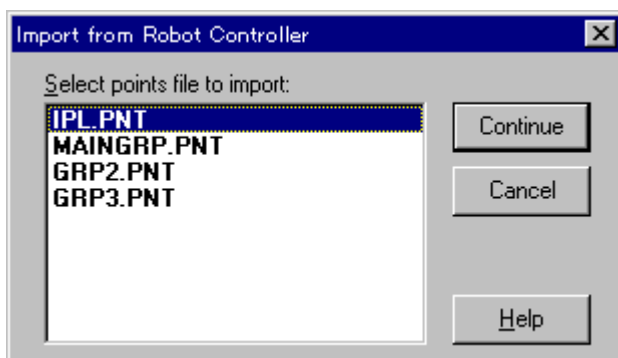 Import from Robot Controller
Select points file to import:
IPL.PNT
MAINGRP.PNT
GRP2.PNT
GRP3.PNT
Continue
Cancel
Help